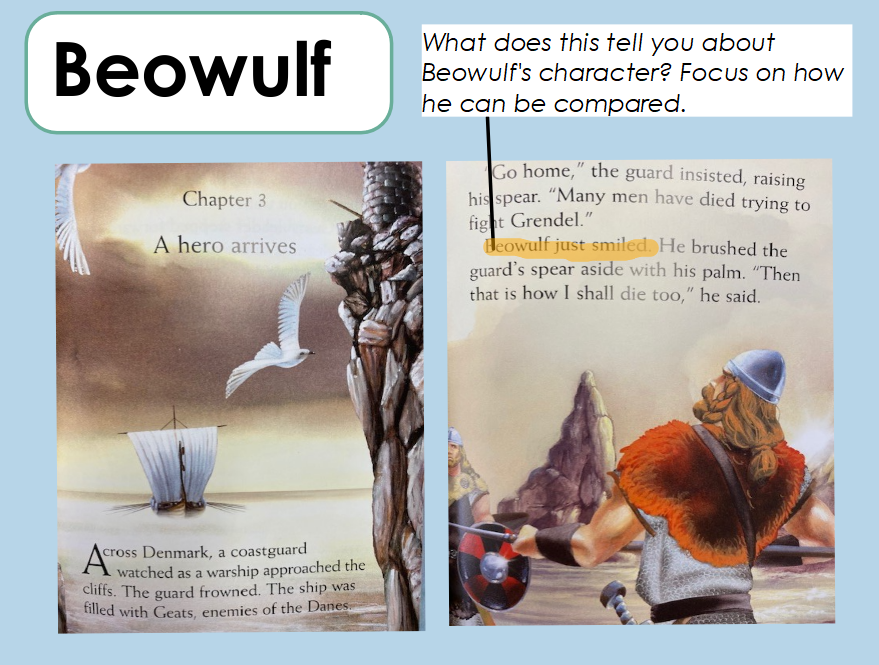 Beowulf
What does this tell you about
Beowulf's character? Focus on how
he can be compared.
Chapter 3
A hero arrives
Across Denmark, a coastguard
watched as a warship approached the
cliffs. The guard frowned. The ship was
filled with Geats, enemies of the Danes.
"Go home," the guard insisted, raising
his spear. "Many men have died trying to
fight Grendel."
Beowulf just smiled. He brushed the
guard's spear aside with his palm. "Then
that is how I shall die too," he said.